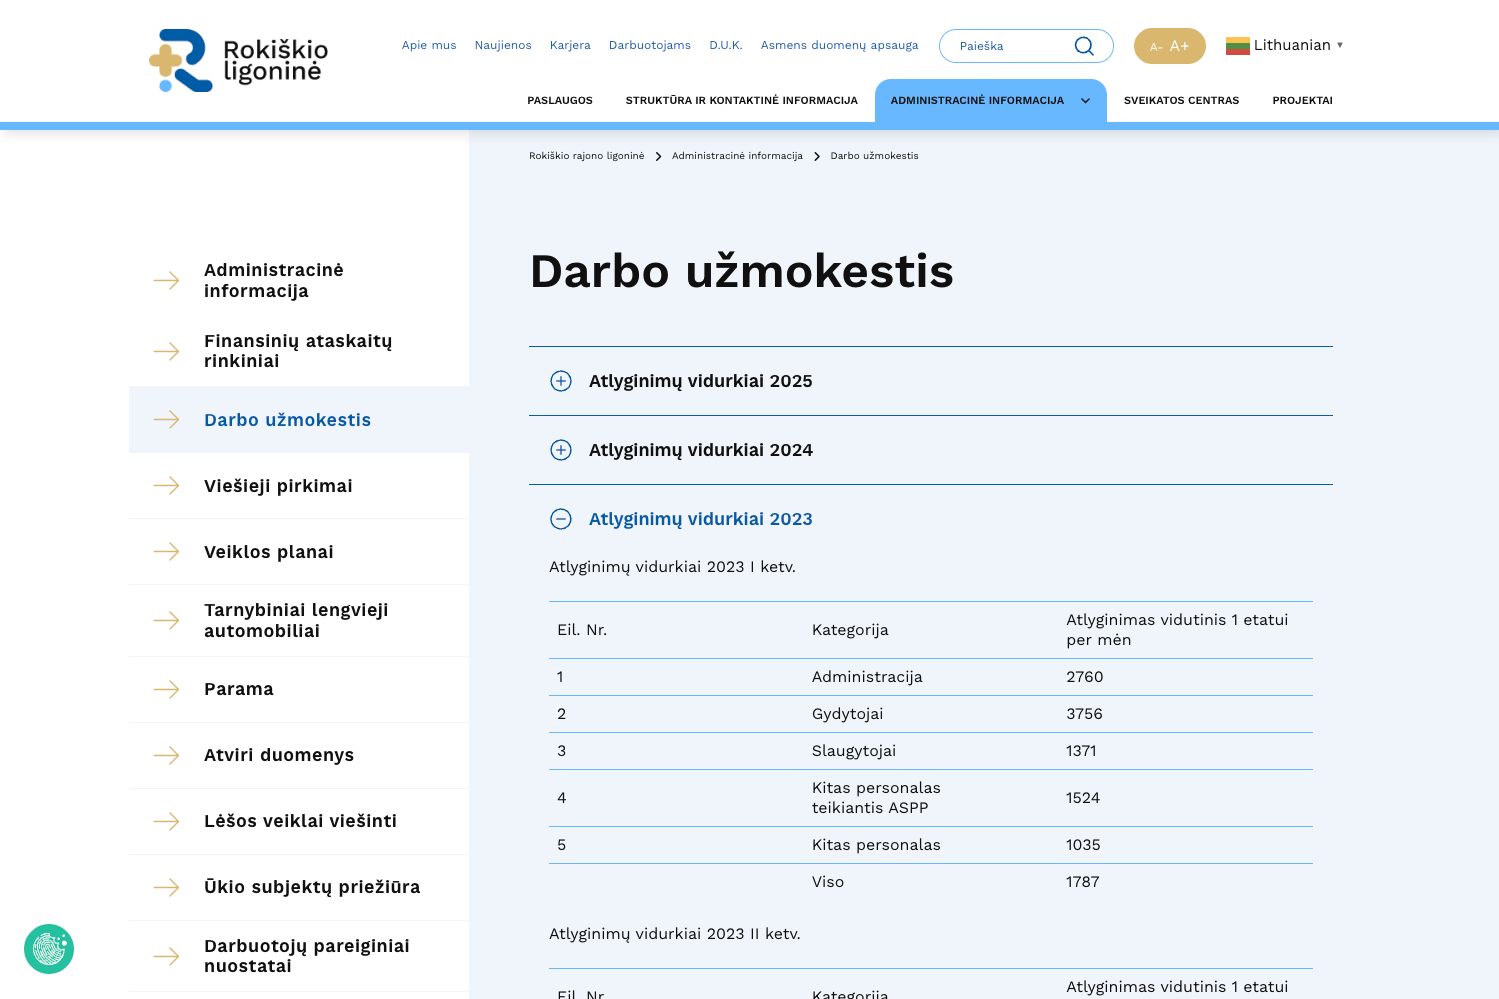 Rokiškio
ligoninė
Apie mus Naujienos Karjera Darbuotojams D.U.K. Asmens duomenų apsauga
Paieška
A- A+
Lithuanian ▼
PASLAUGOS STRUKTŪRA IR KONTAKTINĖ INFORMACIJA ADMINISTRACINĖ INFORMACIJA SVEIKATOS CENTRAS PROJEKTAI
Rokiškio rajono ligoninė Administracinė informacija Darbo užmokestis
Administracinė
informacija
Finansinių ataskaitų
rinkiniai
Darbo užmokestis
Viešieji pirkimai
Veiklos planai
Tarnybiniai lengvieji
automobiliai
Parama
Atviri duomenys
Lėšos veiklai viešinti
Ūkio subjektų priežiūra
Darbuotojų pareiginiai
nuostatai
Darbo užmokestis
Atlyginimų vidurkiai 2025
Atlyginimų vidurkiai 2024
Atlyginimų vidurkiai 2023
Atlyginimų vidurkiai 2023 I ketv.
Eil. Nr. Kategorija Atlyginimas vidutinis 1 etatui
per mėn
1 Administracija 2760
2 Gydytojai 3756
3 Slaugytojai 1371
4 Kitas personalas
teikiantis ASPP 1524
5 Kitas personalas 1035
Viso 1787
Atlyginimų vidurkiai 2023 II ketv.
Eil. Nr. Kategorija Atlyginimas vidutinis 1 etatui